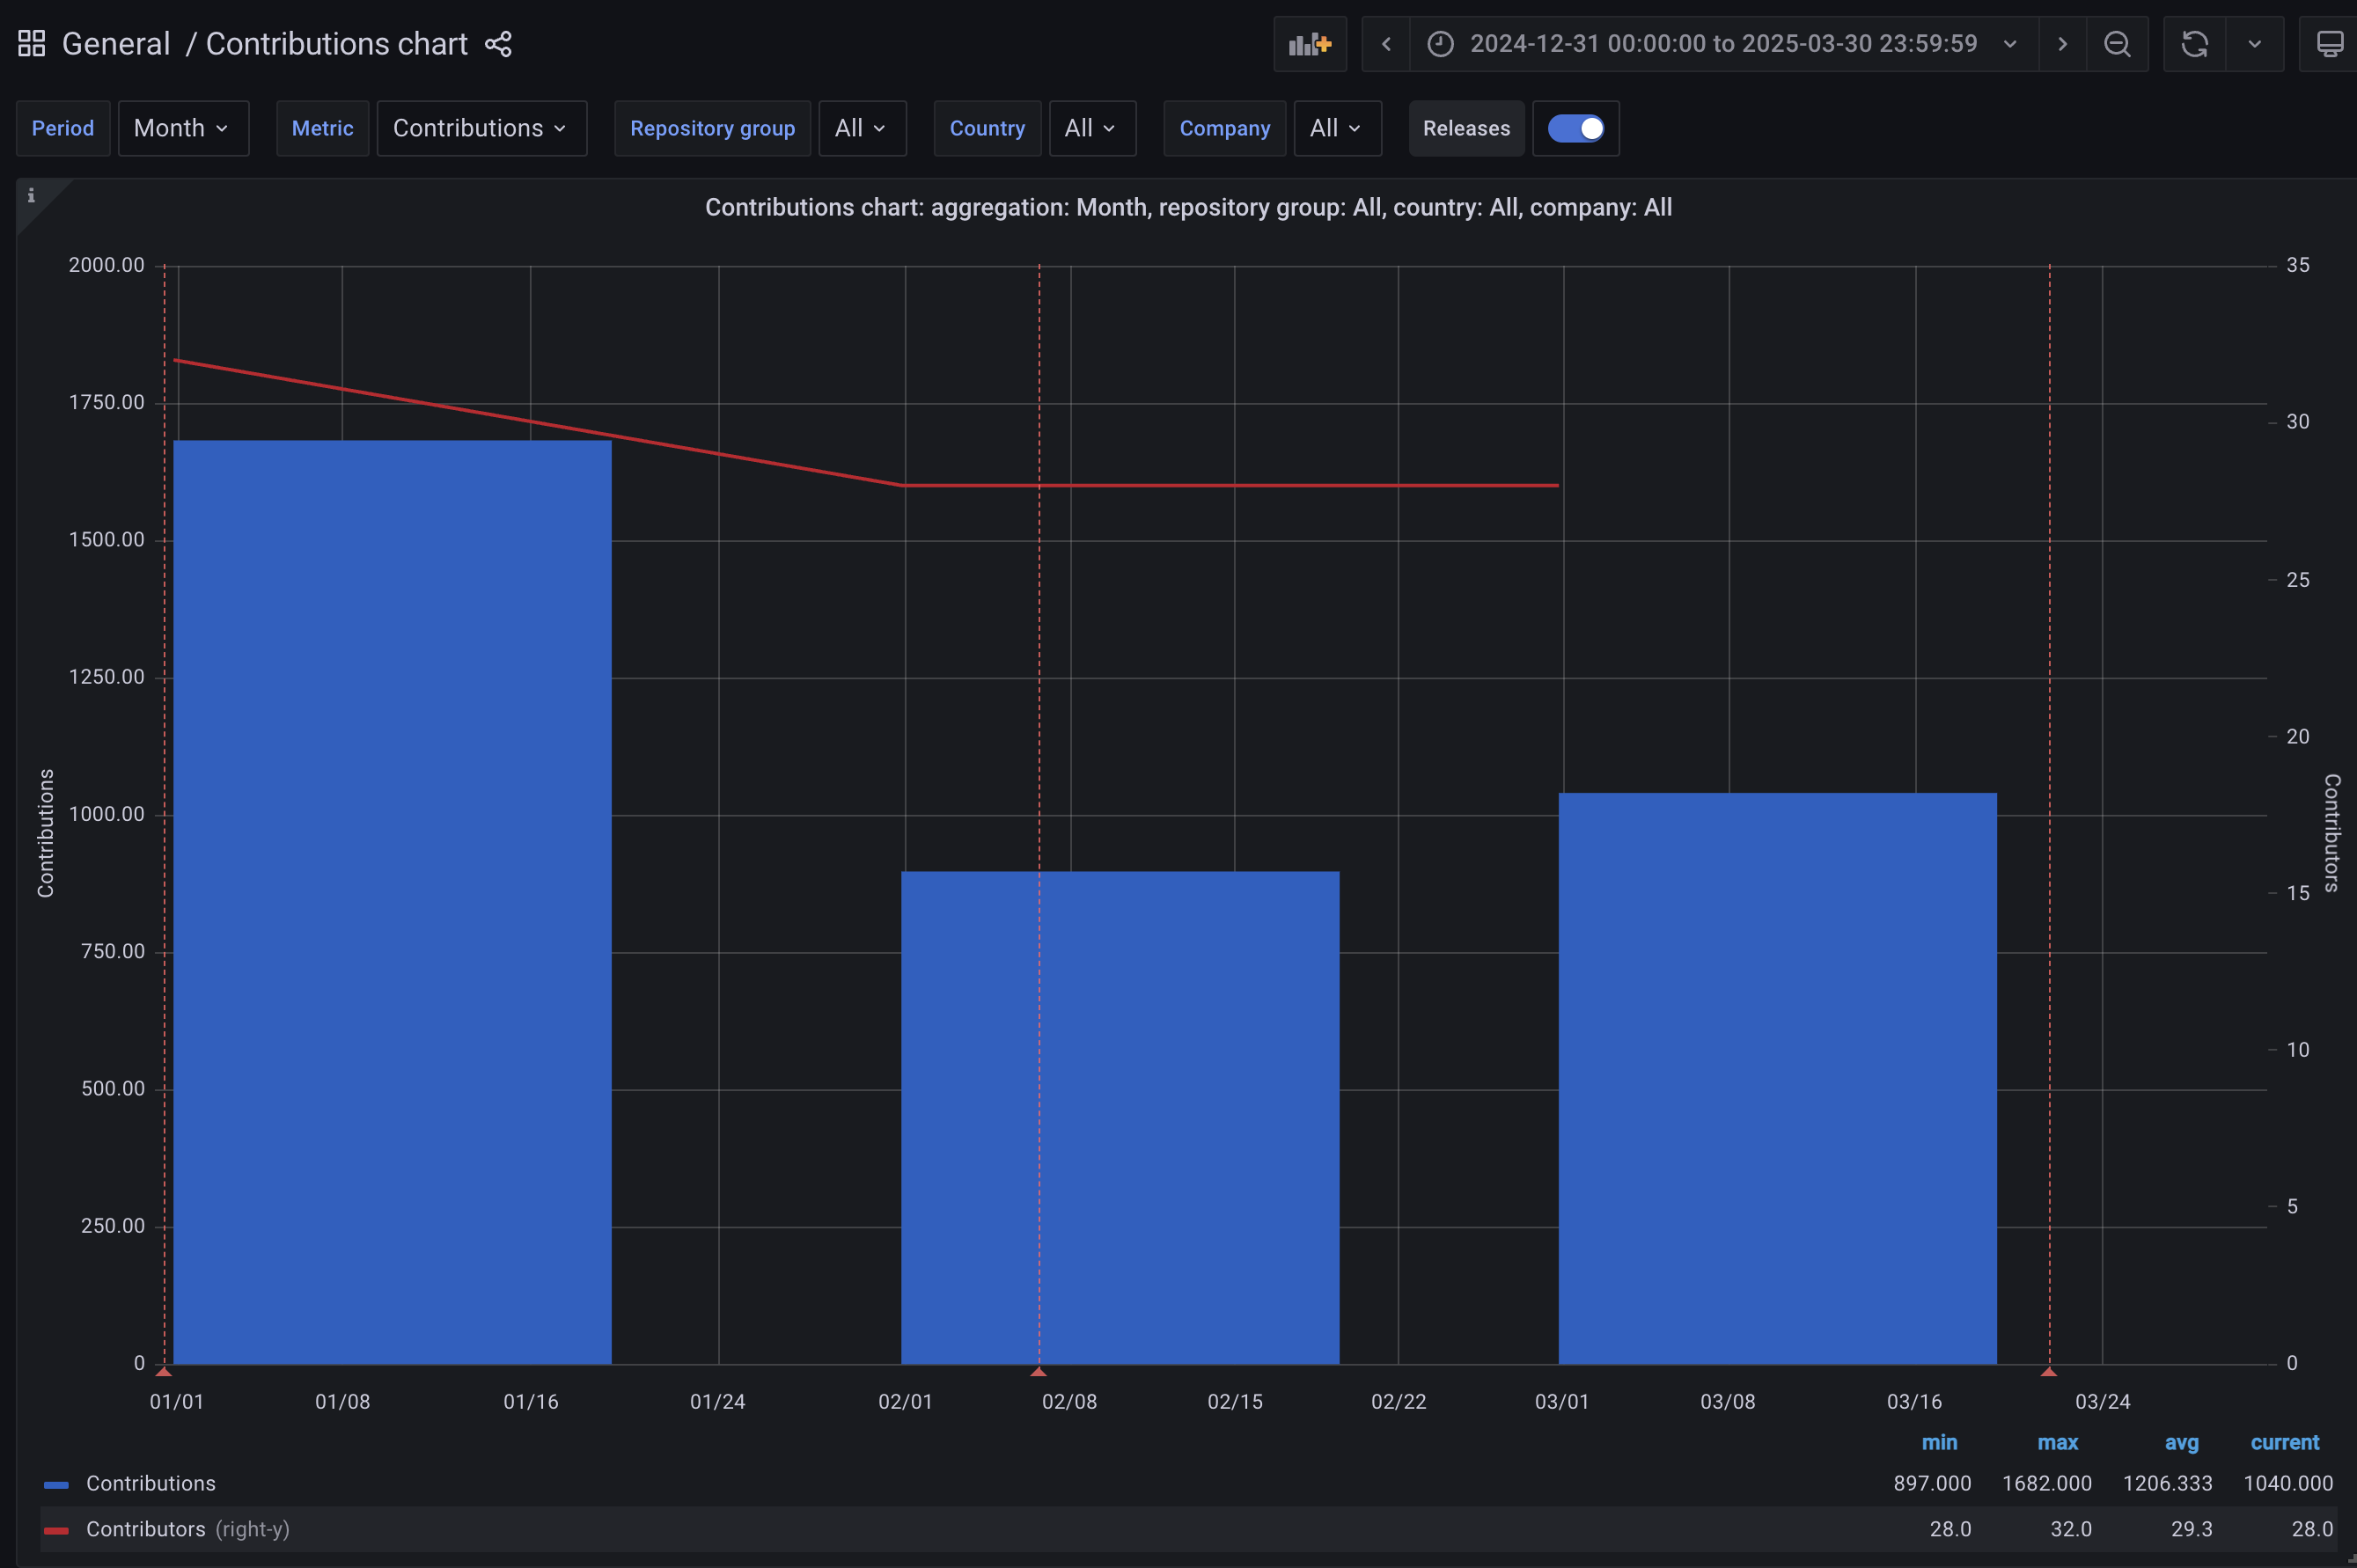 General / Contributions chart
2024-12-31 00:00:00 to 2025-03-30 23:59:59
Period Month Metric Contributions Repository group All Country All Company All Releases
Contributions chart: aggregation: Month, repository group: All, country: All, company: All
2000.00
1750.00
1500.00
1250.00
1000.00
750.00
500.00
250.00
0
Contributions
35
30
25
20
15
10
5
0
Contributors
01/01 01/08 01/16 01/24 02/01 02/08 02/15 02/22 03/01 03/08 03/16 03/24
min max avg current
Contributions 897.000 1682.000 1206.333 1040.000
Contributors (right-y) 28.0 32.0 29.3 28.0